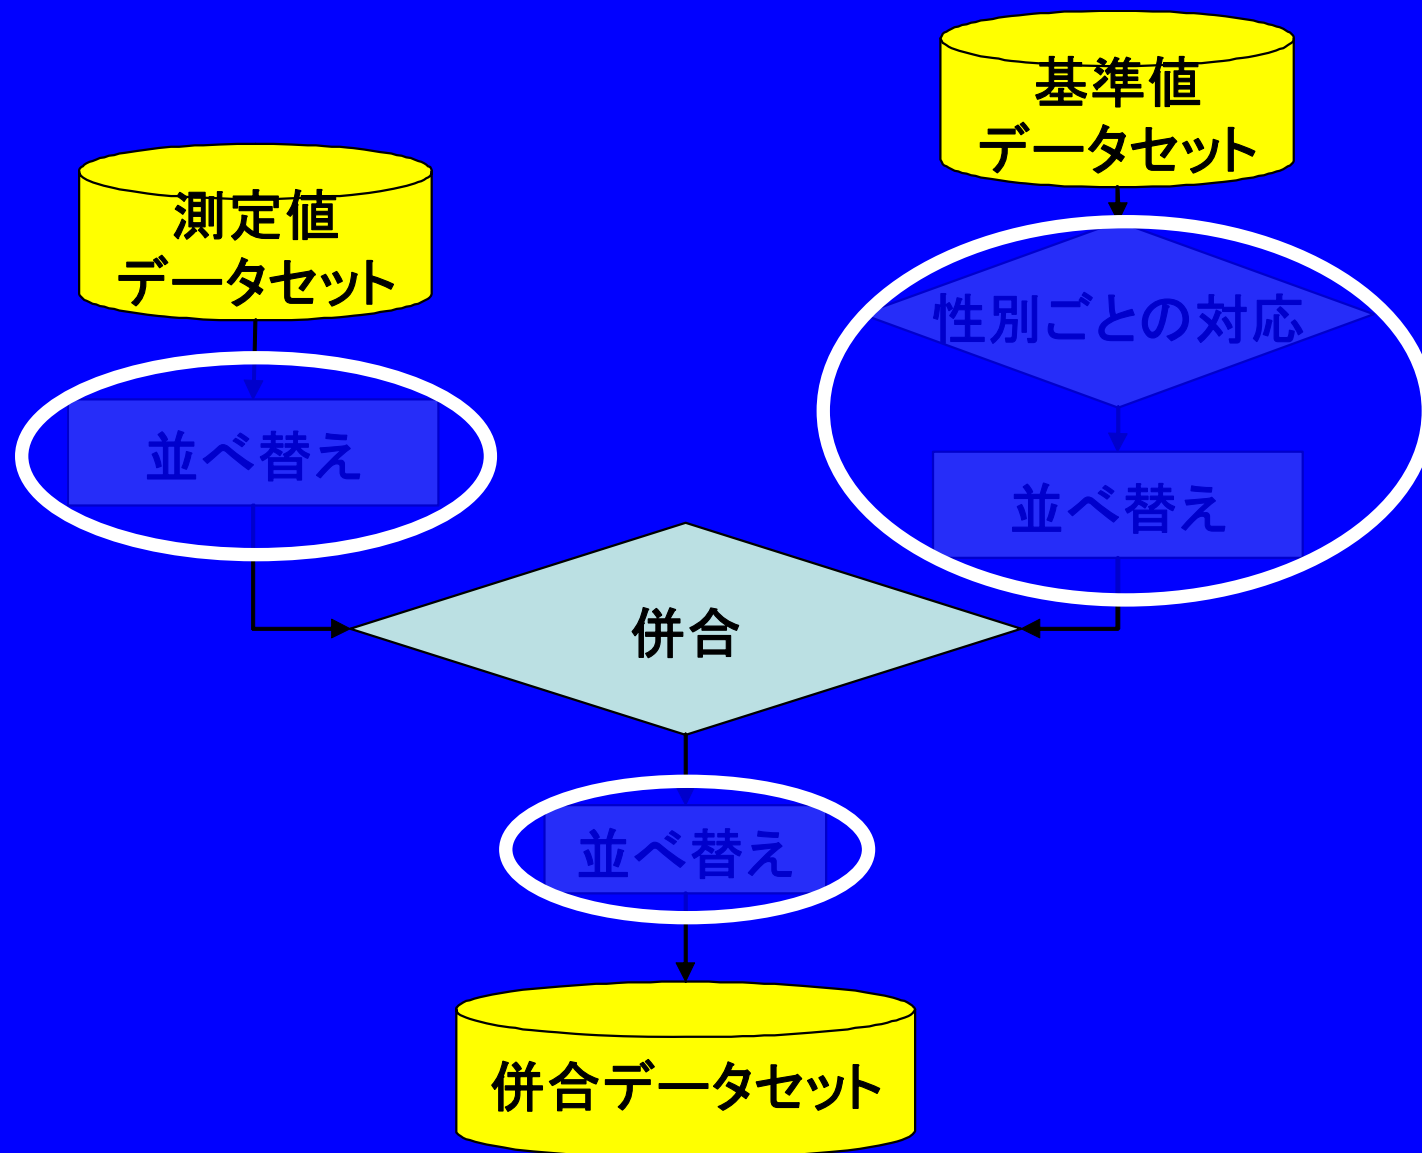 基準値
データセット
測定値
データセット
性別ごとの対応
並べ替え
並べ替え
併合
並べ替え
併合データセット